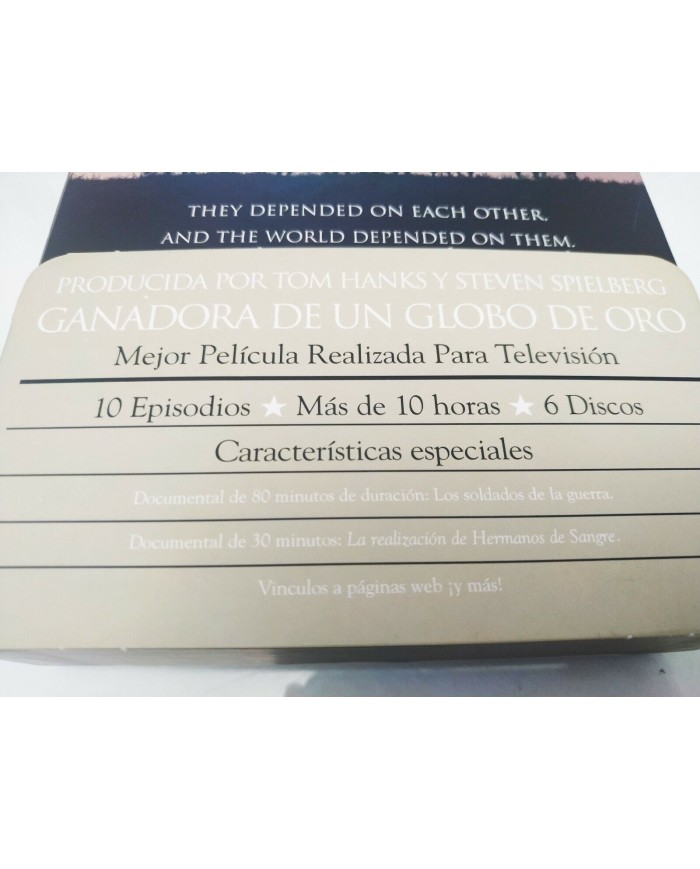 THEY DEPENDED ON EACH OTHER.
AND THE WORLD DEPENDED ON THEM.
PRODUCIDA POR TOM HANKS Y STEVEN SPIELBERG
GANADORA DE UN GLOBO DE ORO
Mejor Película Realizada Para Televisión
10 Episodios ★ Más de 10 horas ★ 6 Discos
Características especiales
Documental de 80 minutos de duración: Los soldados de la guerra.
Documental de 30 minutos: La realización de Hermanos de Sangre.
Vinculos a páginas web ¡y más!